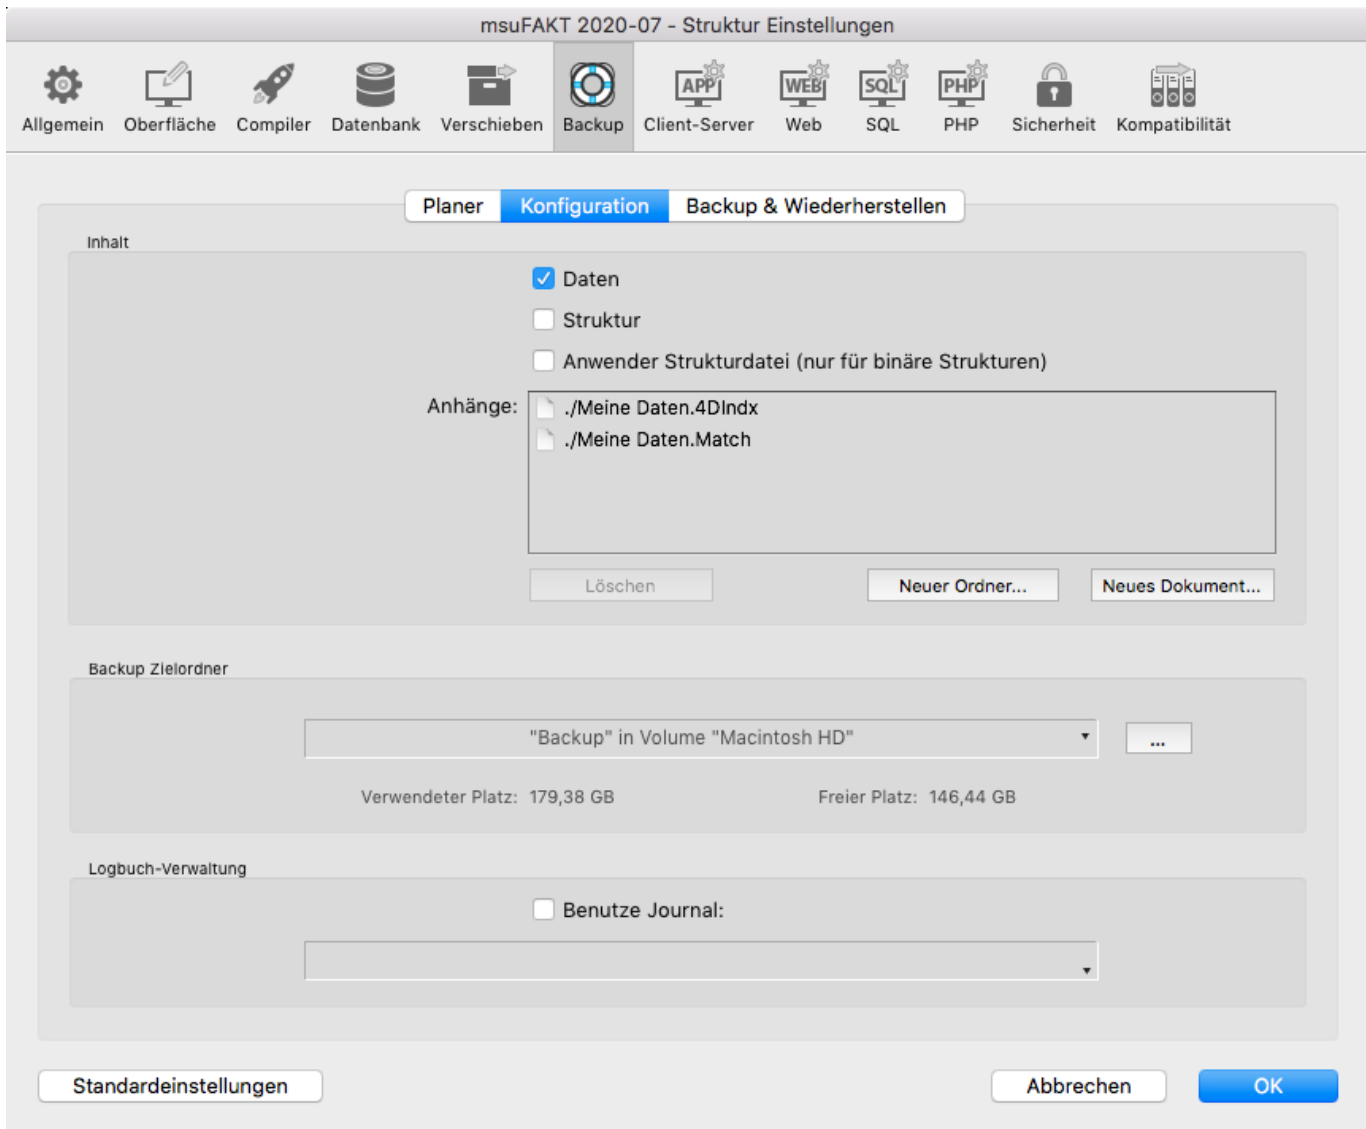 msuFAKT 2020-07 - Struktur Einstellungen
APP WEB SQL PHP
Allgemein Oberfläche Compiler Datenbank Verschieben Backup Client-Server Web SQL PHP Sicherheit Kompatibilität
Planer Konfiguration Backup & Wiederherstellen
Inhalt
Daten
Struktur
Anwender Strukturdatei (nur für binäre Strukturen)
Anhänge: ./Meine Daten.4DIndx
./Meine Daten.Match
Löschen Neuer Ordner... Neues Dokument...
Backup Zielordner
"Backup" in Volume "Macintosh HD" ...
Verwendeter Platz: 179,38 GB Freier Platz: 146,44 GB
Logbuch-Verwaltung
Benutze Journal:
Standardeinstellungen Abbrechen OK